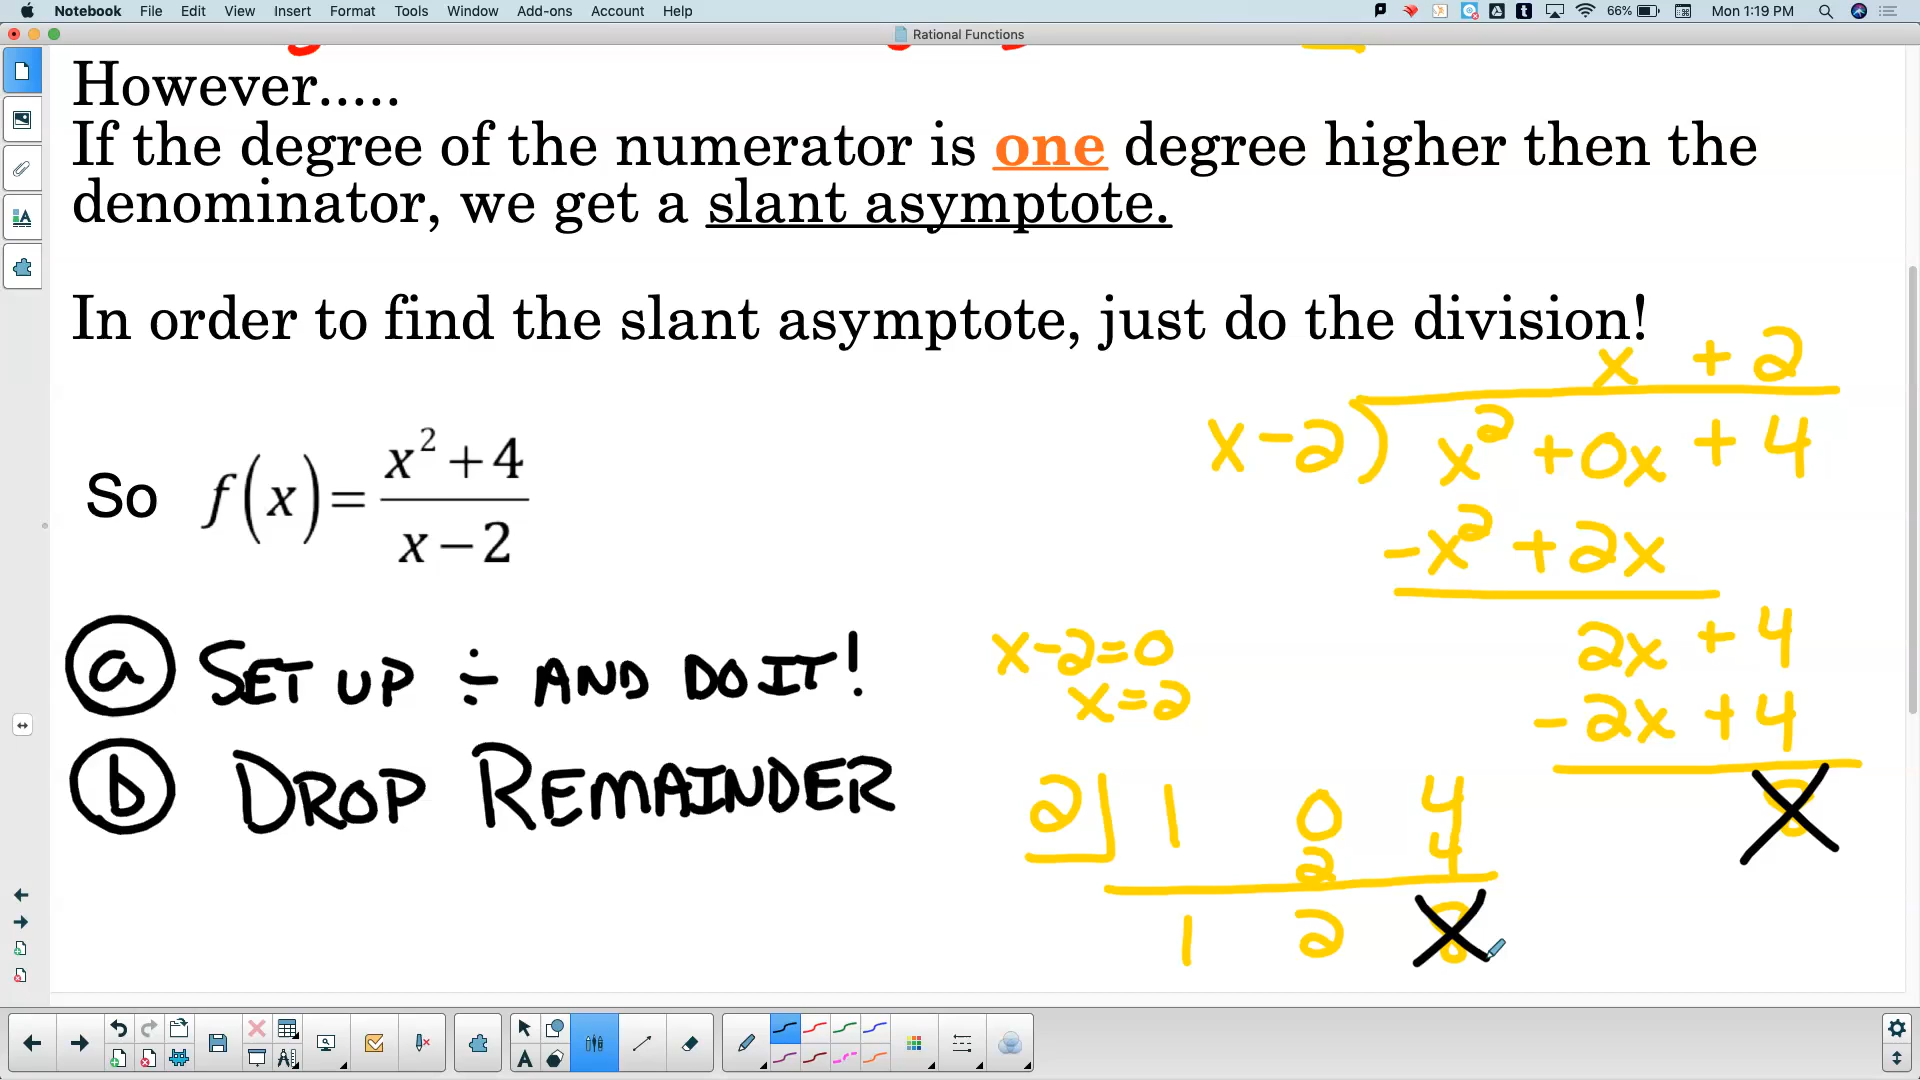 Notebook File Edit View Insert Format Tools Window Add-ons Account Help 66% Mon 1:19 PM
Rational Functions
However.....
If the degree of the numerator is one degree higher then the
denominator, we get a slant asymptote.
In order to find the slant asymptote, just do the division!
x + 2
x-2) x² +0x + 4
-x² +2x
2x + 4
-2x +4
8
So f(x) = (x² + 4)/(x − 2)
a SET UP ÷ AND DO IT!
b DROP REMAINDER
x-2=0
x=2
2 1 0 4
2 4
1 2 8